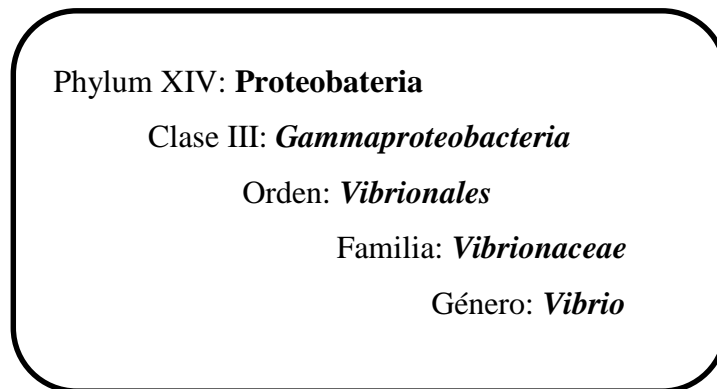 Phylum XIV: Proteobateria
Clase III: Gammaproteobacteria
Orden: Vibrionales
Familia: Vibrionaceae
Género: Vibrio